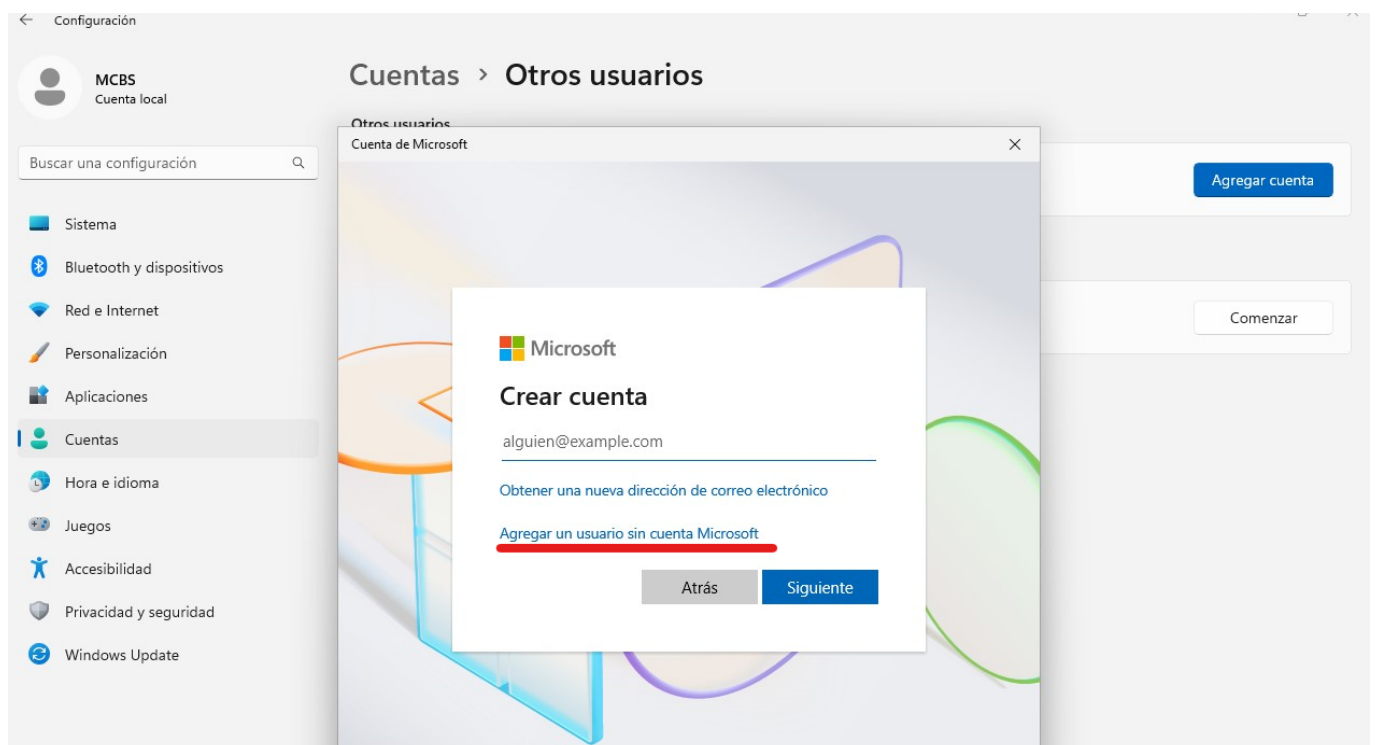 Configuración
MCBS
Cuenta local
Buscar una configuración
Sistema
Bluetooth y dispositivos
Red e Internet
Personalización
Aplicaciones
Cuentas
Hora e idioma
Juegos
Accesibilidad
Privacidad y seguridad
Windows Update
Cuentas > Otros usuarios
Otros usuarios
Agregar cuenta
Comenzar
Cuenta de Microsoft
Microsoft
Crear cuenta
alguien@example.com
Obtener una nueva dirección de correo electrónico
Agregar un usuario sin cuenta Microsoft
Atrás Siguiente